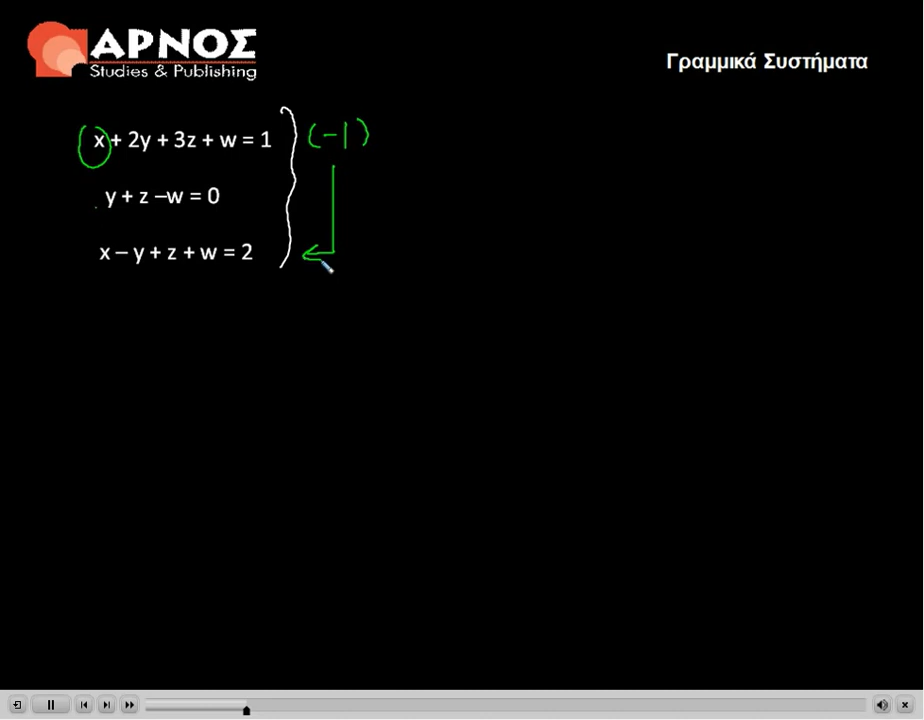 ΑΡΝΟΣ
Studies & Publishing
Γραμμικά Συστήματα
x + 2y + 3z + w = 1 (-1)
y + z –w = 0
x – y + z + w = 2